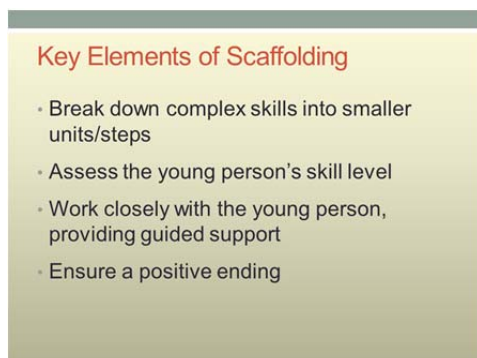 Key Elements of Scaffolding
• Break down complex skills into smaller
units/steps
• Assess the young person's skill level
• Work closely with the young person,
providing guided support
• Ensure a positive ending